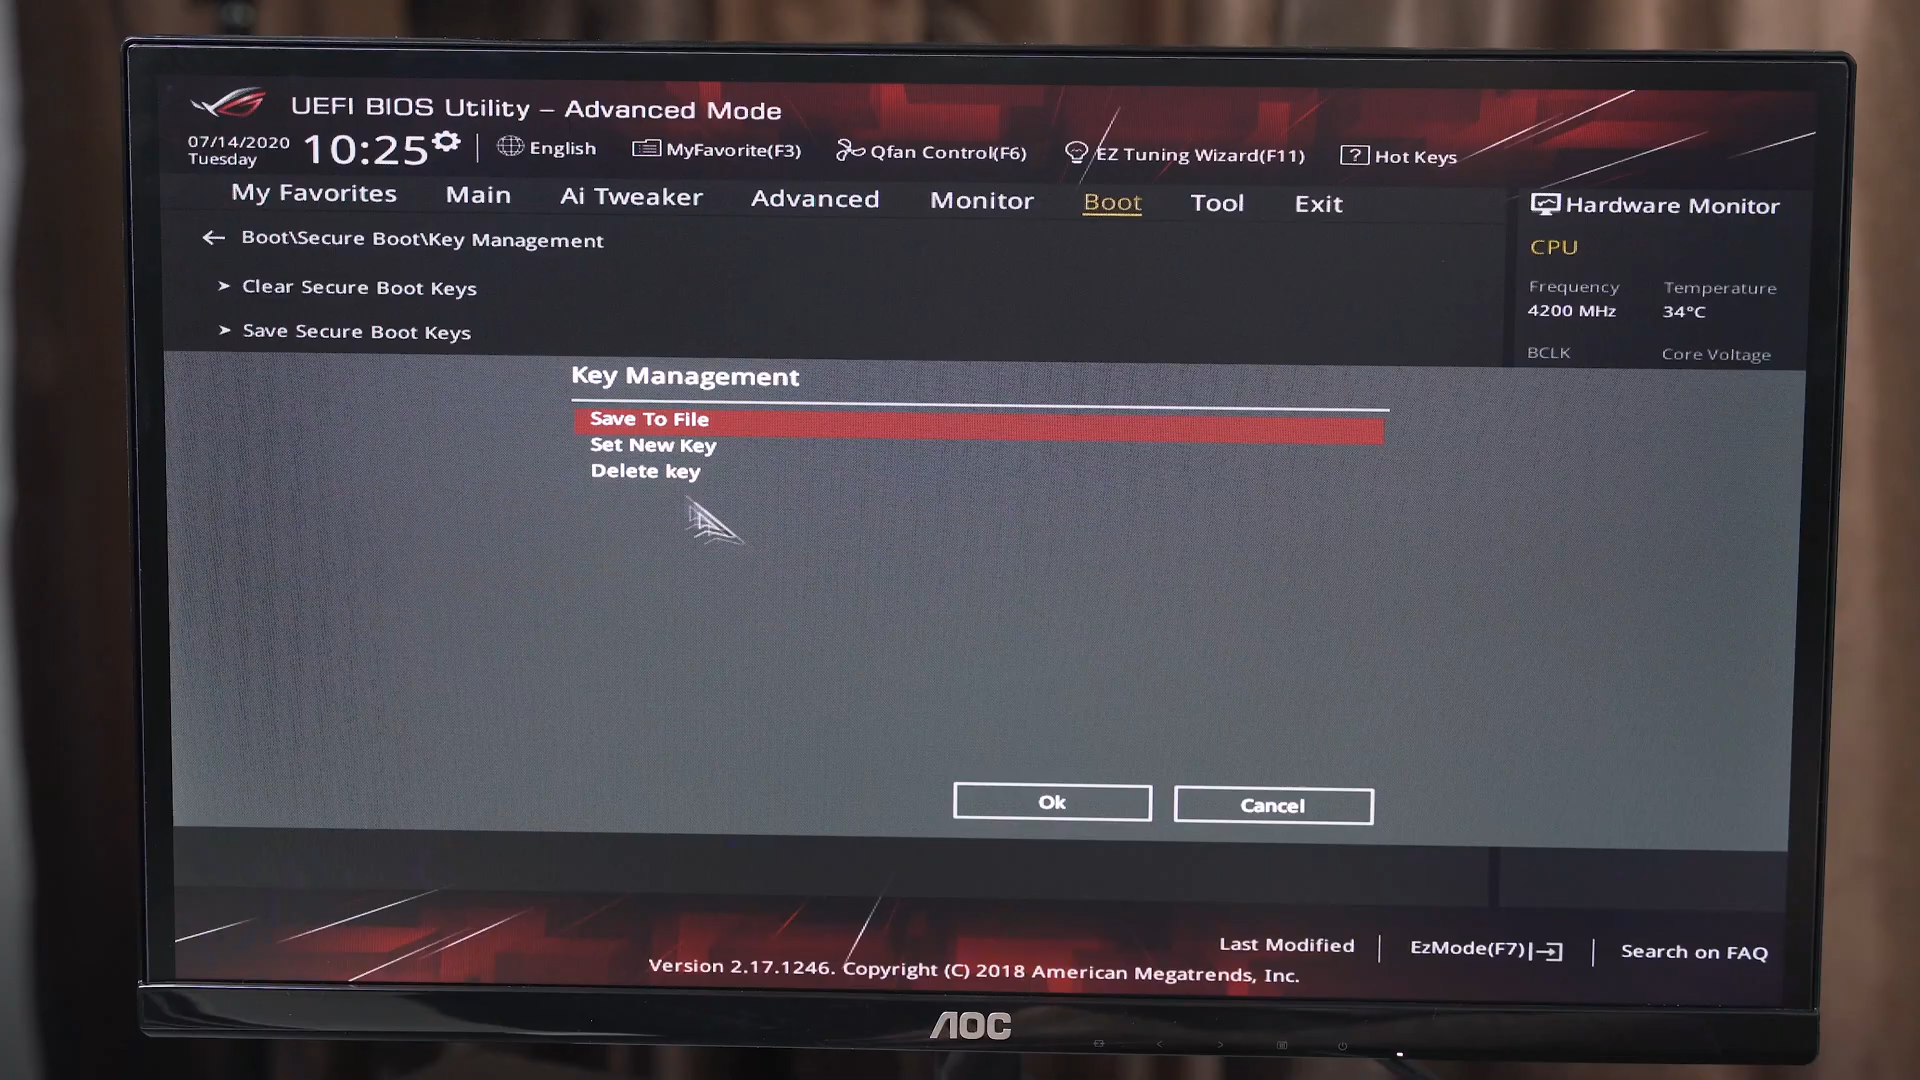 UEFI BIOS Utility – Advanced Mode
07/14/2020
Tuesday
10:25
English
MyFavorite(F3)
Qfan Control(F6)
EZ Tuning Wizard(F11)
? Hot Keys
My Favorites
Main
Ai Tweaker
Advanced
Monitor
Boot
Tool
Exit
Hardware Monitor
Boot\Secure Boot\Key Management
Clear Secure Boot Keys
Save Secure Boot Keys
CPU
Frequency
Temperature
4200 MHz
34°C
BCLK
Core Voltage
Key Management
Save To File
Set New Key
Delete key
Ok
Cancel
Last Modified
EzMode(F7)
Search on FAQ
Version 2.17.1246. Copyright (C) 2018 American Megatrends, Inc.
AOC